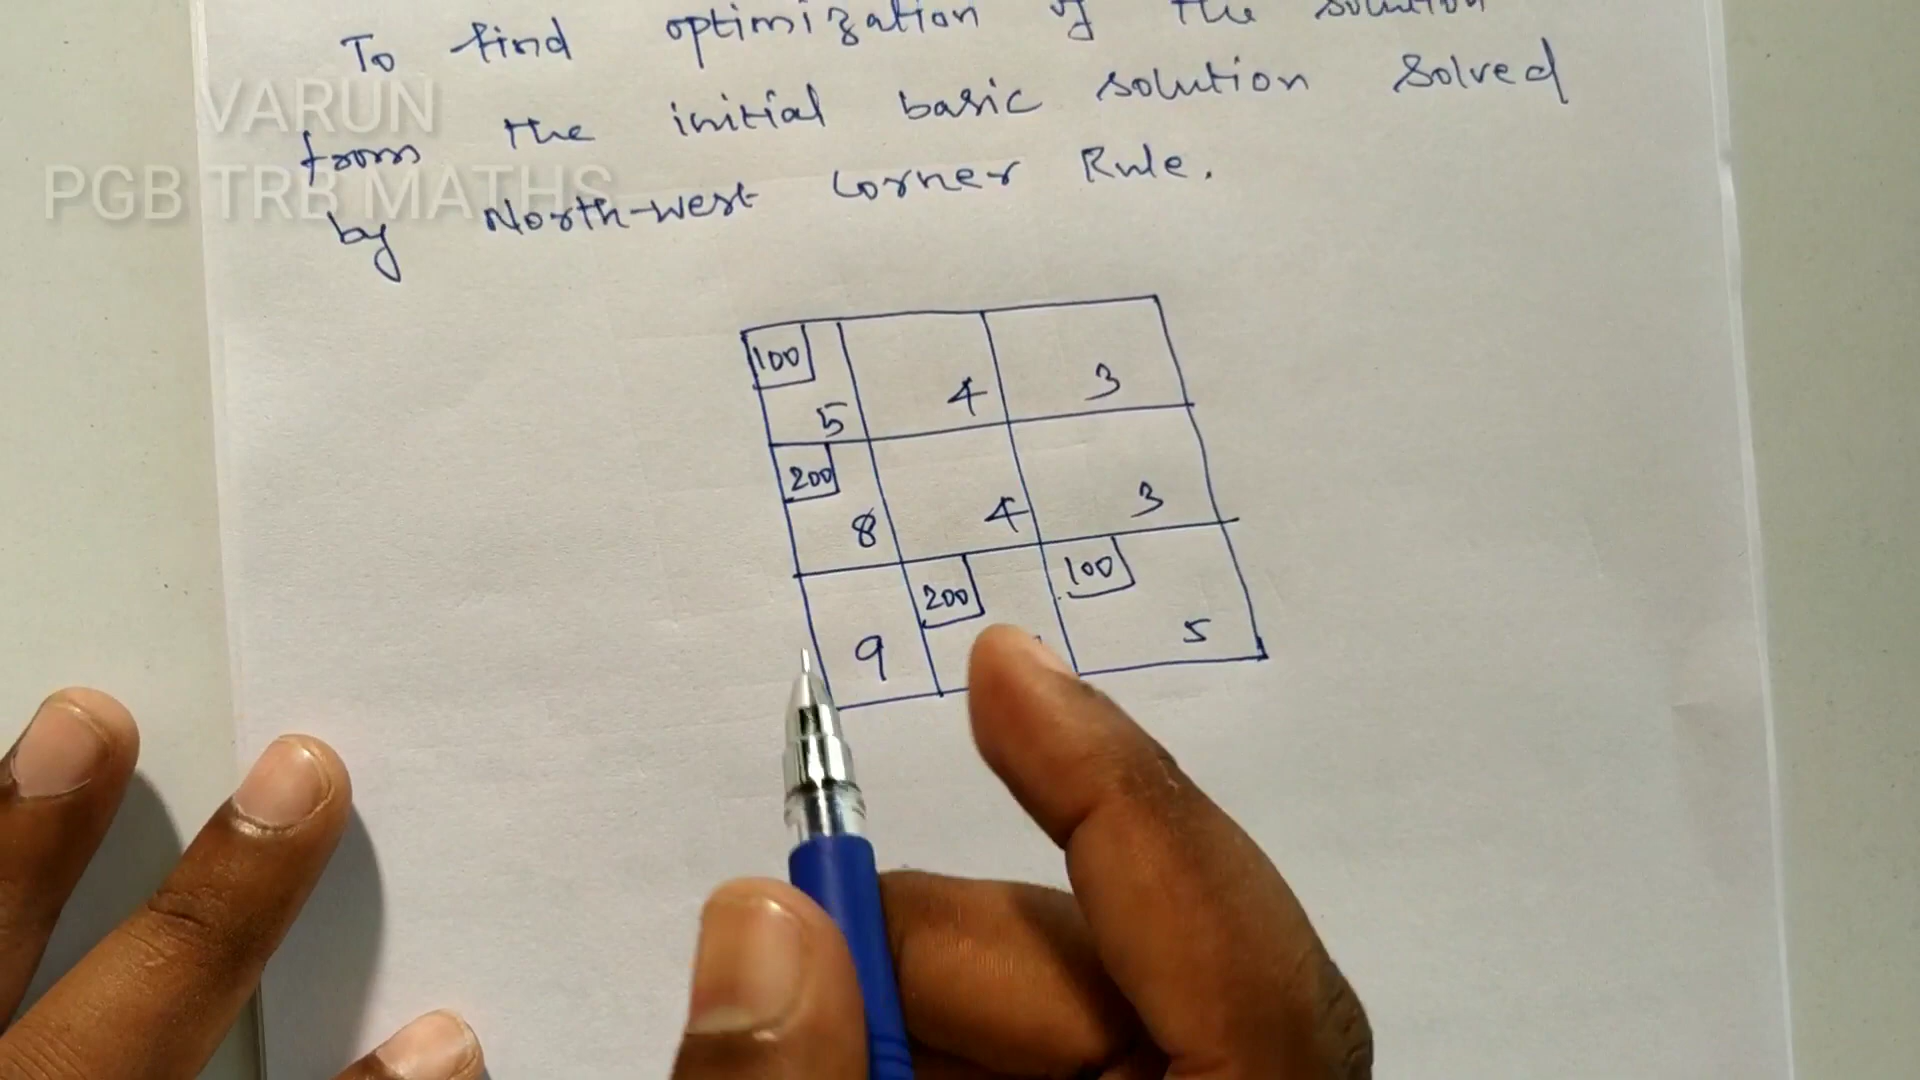 To find optimization of the solution
from the initial basic solution solved
by North-west Corner Rule.
VARUN
PGB TRB MATHS
100 5 4 3
200 8 4 3
9 200 100 5